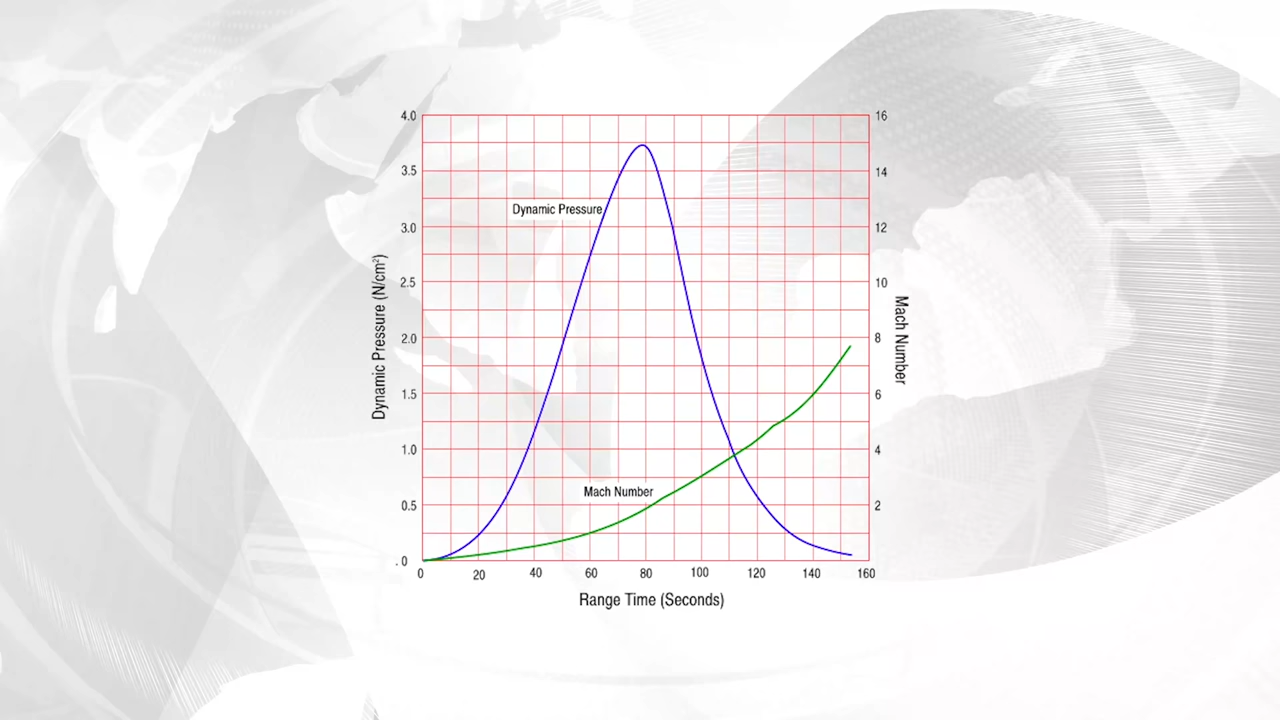 4.0
3.5
3.0
2.5
2.0
1.5
1.0
0.5
.0
Dynamic Pressure (N/cm²)
Dynamic Pressure
Mach Number
16
14
12
10
8
6
4
2
Mach Number
0 20 40 60 80 100 120 140 160
Range Time (Seconds)